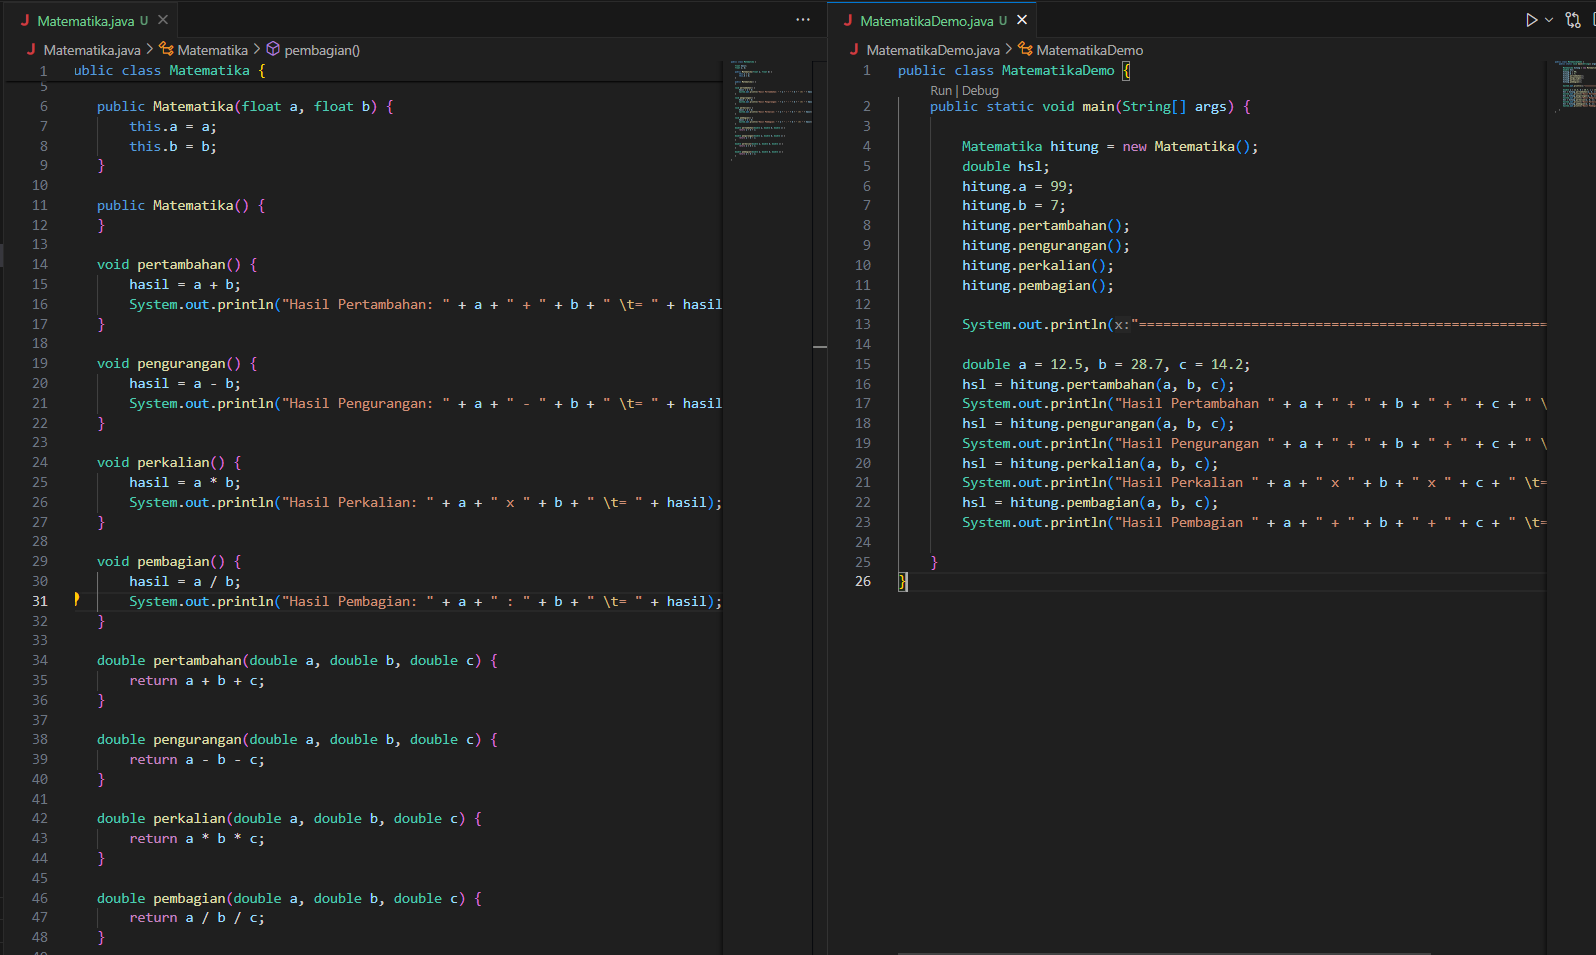 Matematika.java U
Matematika.java > Matematika > pembagian()
1 ublic class Matematika {
5
6 public Matematika(float a, float b) {
7 this.a = a;
8 this.b = b;
9 }
10
11 public Matematika() {
12 }
13
14 void pertambahan() {
15 hasil = a + b;
16 System.out.println("Hasil Pertambahan: " + a + " + " + b + " \t= " + hasil
17 }
18
19 void pengurangan() {
20 hasil = a - b;
21 System.out.println("Hasil Pengurangan: " + a + " - " + b + " \t= " + hasil
22 }
23
24 void perkalian() {
25 hasil = a * b;
26 System.out.println("Hasil Perkalian: " + a + " x " + b + " \t= " + hasil);
27 }
28
29 void pembagian() {
30 hasil = a / b;
31 System.out.println("Hasil Pembagian: " + a + " : " + b + " \t= " + hasil);
32 }
33
34 double pertambahan(double a, double b, double c) {
35 return a + b + c;
36 }
37
38 double pengurangan(double a, double b, double c) {
39 return a - b - c;
40 }
41
42 double perkalian(double a, double b, double c) {
43 return a * b * c;
44 }
45
46 double pembagian(double a, double b, double c) {
47 return a / b / c;
48 }
MatematikaDemo.java U
MatematikaDemo.java > MatematikaDemo
1 public class MatematikaDemo {
Run | Debug
2 public static void main(String[] args) {
3
4 Matematika hitung = new Matematika();
5 double hsl;
6 hitung.a = 99;
7 hitung.b = 7;
8 hitung.pertambahan();
9 hitung.pengurangan();
10 hitung.perkalian();
11 hitung.pembagian();
12
13 System.out.println(x:"===================================================
14
15 double a = 12.5, b = 28.7, c = 14.2;
16 hsl = hitung.pertambahan(a, b, c);
17 System.out.println("Hasil Pertambahan " + a + " + " + b + " + " + c + " \
18 hsl = hitung.pengurangan(a, b, c);
19 System.out.println("Hasil Pengurangan " + a + " + " + b + " + " + c + " \
20 hsl = hitung.perkalian(a, b, c);
21 System.out.println("Hasil Perkalian " + a + " x " + b + " x " + c + " \t=
22 hsl = hitung.pembagian(a, b, c);
23 System.out.println("Hasil Pembagian " + a + " + " + b + " + " + c + " \t=
24
25 }
26 }